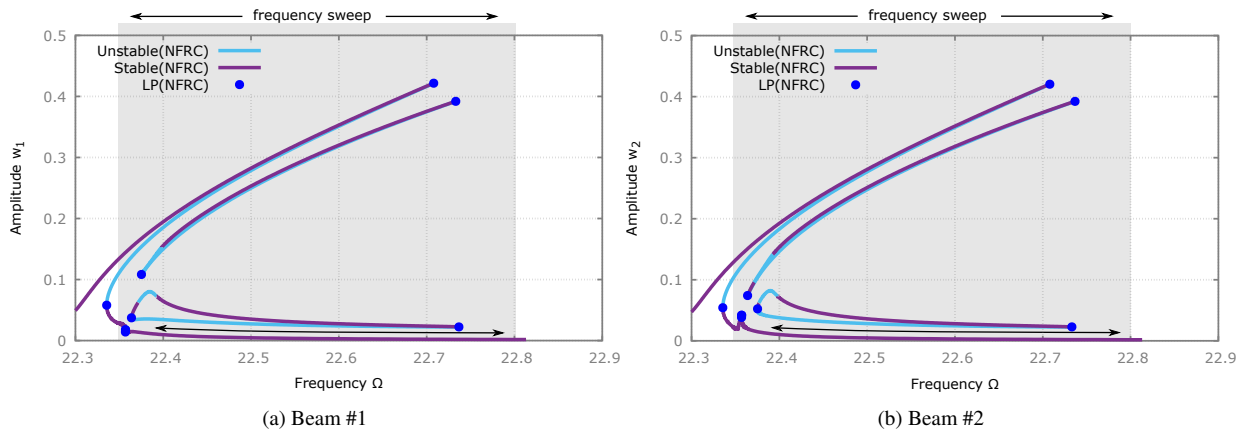 frequency sweep
0.5
0.4
0.3
0.2
0.1
0
Amplitude w₁
Unstable(NFRC)
Stable(NFRC)
LP(NFRC)
22.3 22.4 22.5 22.6 22.7 22.8 22.9
Frequency Ω
(a) Beam #1
frequency sweep
0.5
0.4
0.3
0.2
0.1
0
Amplitude w₂
Unstable(NFRC)
Stable(NFRC)
LP(NFRC)
22.3 22.4 22.5 22.6 22.7 22.8 22.9
Frequency Ω
(b) Beam #2